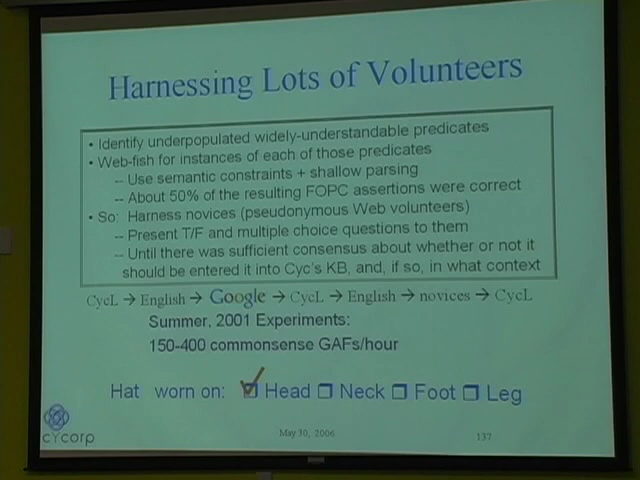 Harnessing Lots of Volunteers
• Identify underpopulated widely-understandable predicates
• Web-fish for instances of each of those predicates
-- Use semantic constraints + shallow parsing
-- About 50% of the resulting FOPC assertions were correct
• So: Harness novices (pseudonymous Web volunteers)
-- Present T/F and multiple choice questions to them
-- Until there was sufficient consensus about whether or not it
should be entered it into Cyc's KB, and, if so, in what context
CycL → English → Google → CycL → English → novices → CycL
Summer, 2001 Experiments:
150-400 commonsense GAFs/hour
Hat worn on: ☑ Head ❒ Neck ❒ Foot ❒ Leg
cycorp
May 30, 2006
137